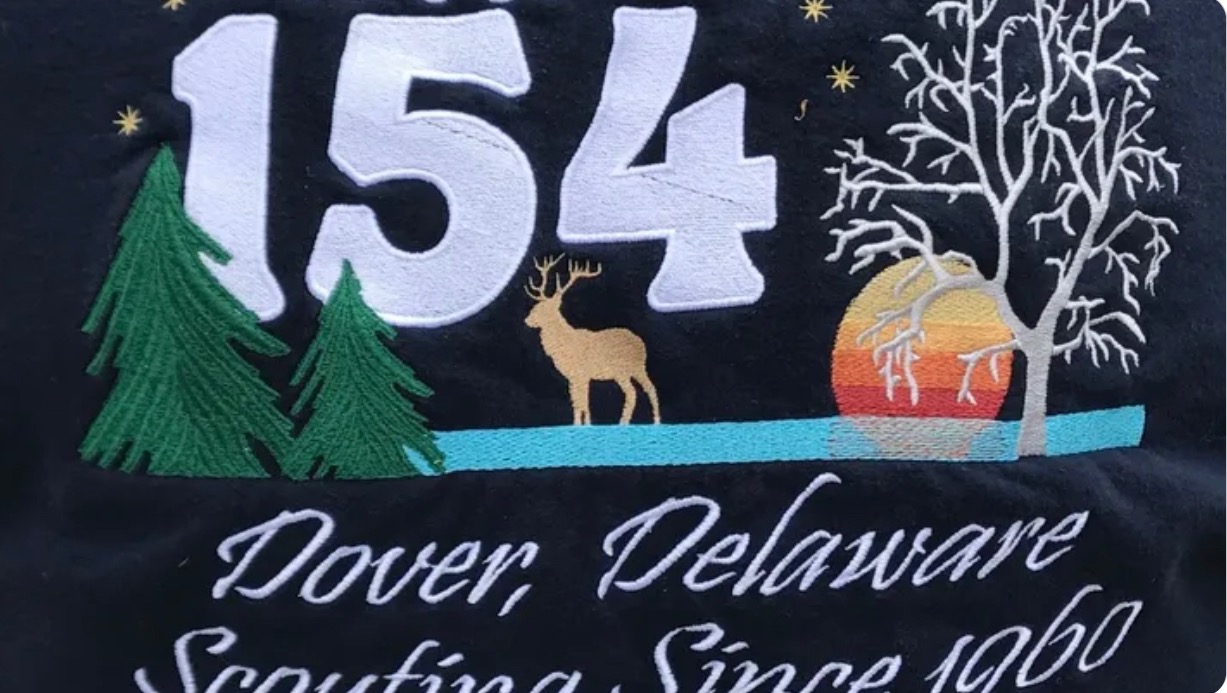 154
Dover, Delaware
Scouting Since 1960